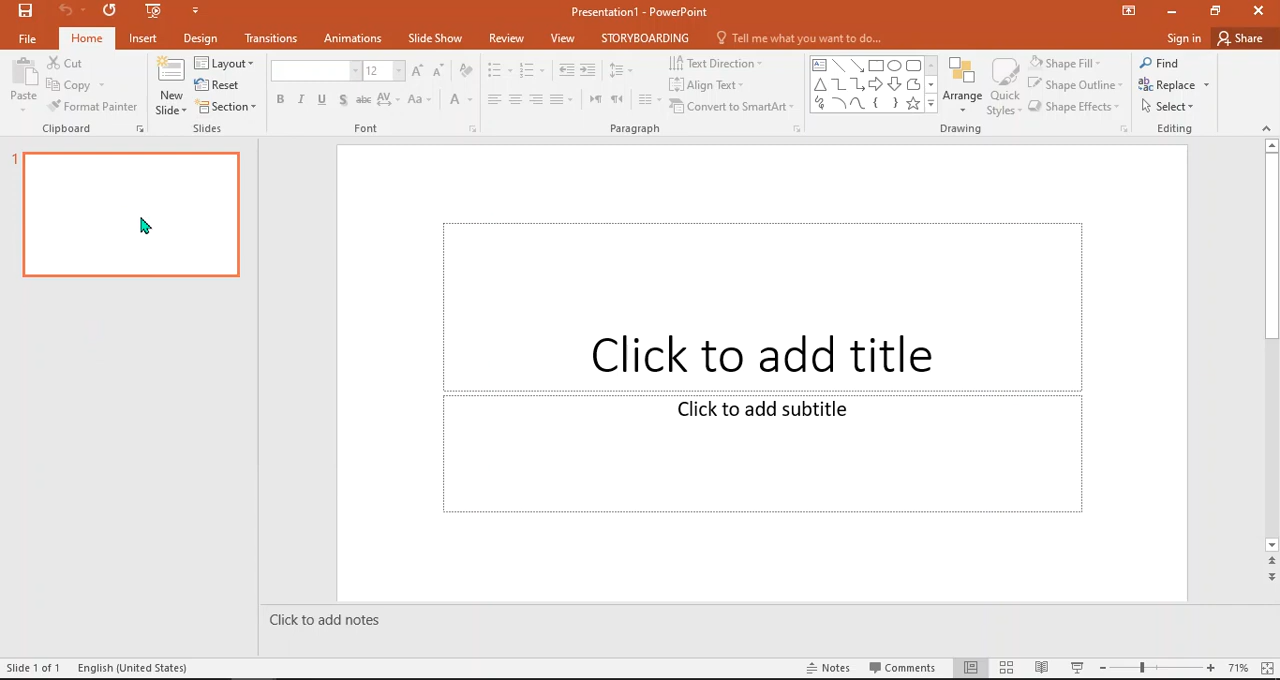 Presentation1 - PowerPoint
File Home Insert Design Transitions Animations Slide Show Review View STORYBOARDING Tell me what you want to do... Sign in Share
Paste
Cut
Copy
Format Painter
Clipboard
New Slide
Layout
Reset
Section
Slides
12
B I U S abc AV Aa A
Font
Text Direction
Align Text
Convert to SmartArt
Paragraph
Arrange
Quick Styles
Shape Fill
Shape Outline
Shape Effects
Drawing
Find
Replace
Select
Editing
1
Click to add title
Click to add subtitle
Click to add notes
Slide 1 of 1 English (United States) Notes Comments 71%